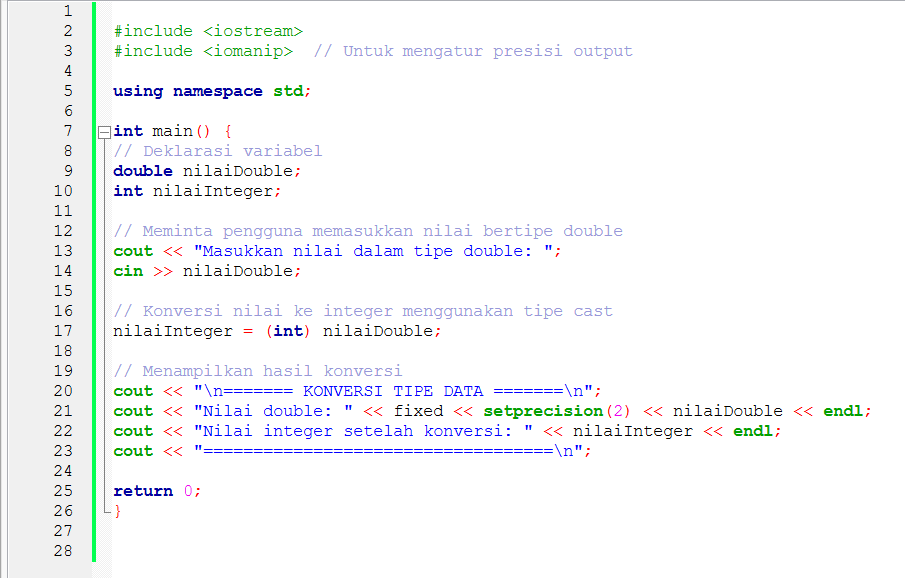 1
2 #include <iostream>
3 #include <iomanip>  // Untuk mengatur presisi output
4
5 using namespace std;
6
7 int main() {
8 // Deklarasi variabel
9 double nilaiDouble;
10 int nilaiInteger;
11
12 // Meminta pengguna memasukkan nilai bertipe double
13 cout << "Masukkan nilai dalam tipe double: ";
14 cin >> nilaiDouble;
15
16 // Konversi nilai ke integer menggunakan tipe cast
17 nilaiInteger = (int) nilaiDouble;
18
19 // Menampilkan hasil konversi
20 cout << "\n======= KONVERSI TIPE DATA =======\n";
21 cout << "Nilai double: " << fixed << setprecision(2) << nilaiDouble << endl;
22 cout << "Nilai integer setelah konversi: " << nilaiInteger << endl;
23 cout << "===================================\n";
24
25 return 0;
26 }
27
28